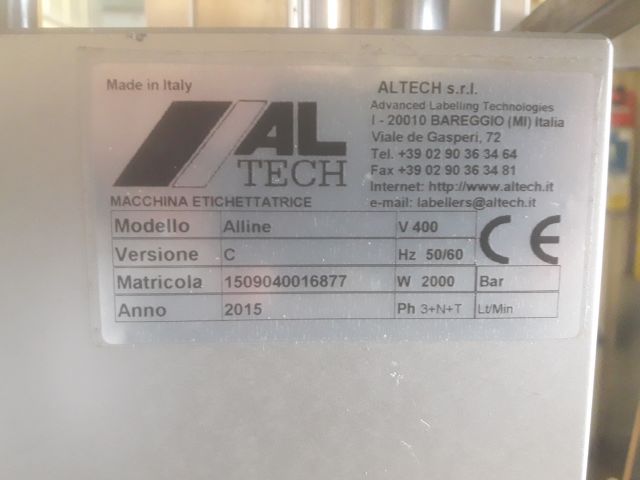 Made in Italy
AL
TECH
ALTECH s.r.l.
Advanced Labelling Technologies
I - 20010 BAREGGIO (MI) Italia
Viale de Gasperi, 72
Tel. +39 02 90 36 34 64
Fax +39 02 90 36 34 81
Internet: http://www.altech.it
e-mail: labellers@altech.it
MACCHINA ETICHETTATRICE
Modello Alline V 400
Versione C Hz 50/60
CE
Matricola 1509040016877 W 2000 Bar
Anno 2015 Ph 3+N+T Lt/Min